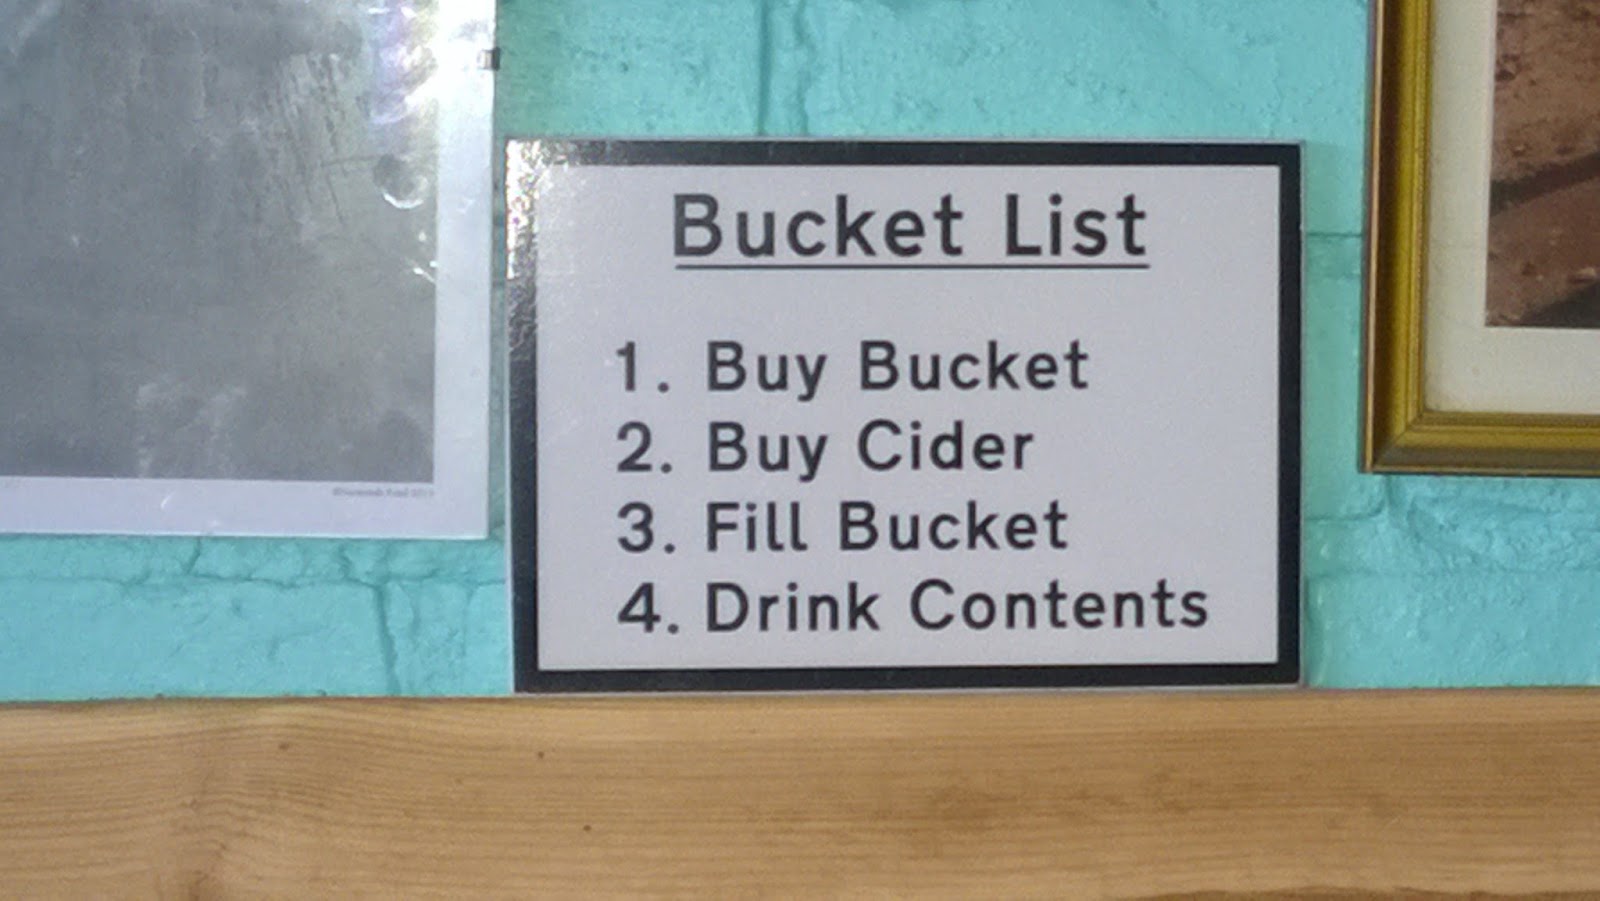 Bucket List
1. Buy Bucket
2. Buy Cider
3. Fill Bucket
4. Drink Contents